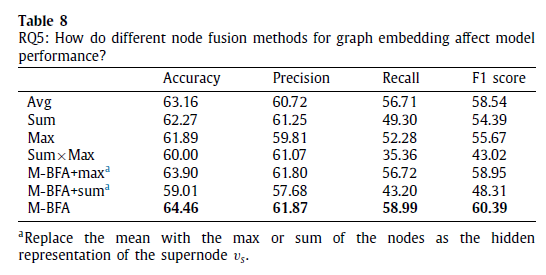 Table 8
RQ5: How do different node fusion methods for graph embedding affect model
performance?
Accuracy Precision Recall F1 score
Avg 63.16 60.72 56.71 58.54
Sum 62.27 61.25 49.30 54.39
Max 61.89 59.81 52.28 55.67
Sum×Max 60.00 61.07 35.36 43.02
M-BFA+maxᵃ 63.90 61.80 56.72 58.95
M-BFA+sumᵃ 59.01 57.68 43.20 48.31
M-BFA 64.46 61.87 58.99 60.39
ᵃReplace the mean with the max or sum of the nodes as the hidden
representation of the supernode vₛ.